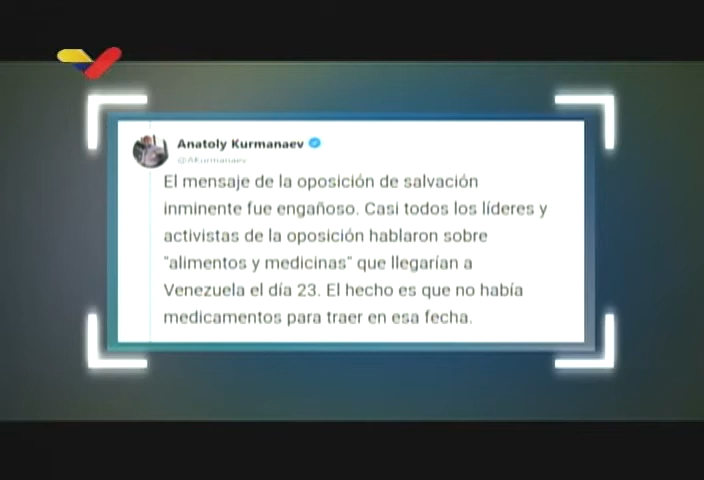 Anatoly Kurmanaev
@AKurmanaev
El mensaje de la oposición de salvación
inminente fue engañoso. Casi todos los líderes y
activistas de la oposición hablaron sobre
"alimentos y medicinas" que llegarían a
Venezuela el día 23. El hecho es que no había
medicamentos para traer en esa fecha.